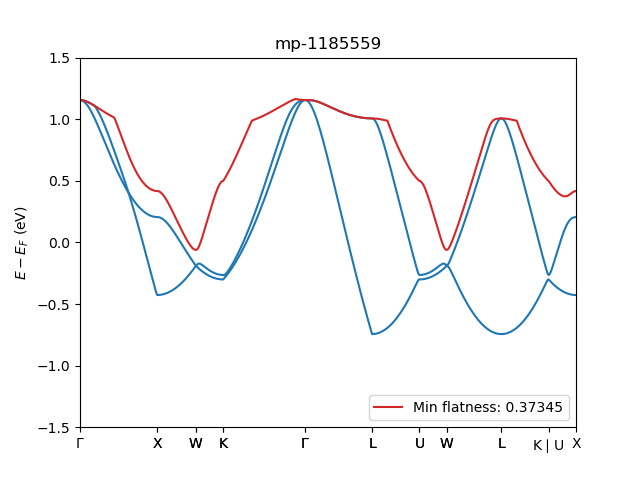 mp-1185559
E − E_F (eV)
1.5
1.0
0.5
0.0
−0.5
−1.0
−1.5
Min flatness: 0.37345
Γ X W K Γ L U W L K | U X